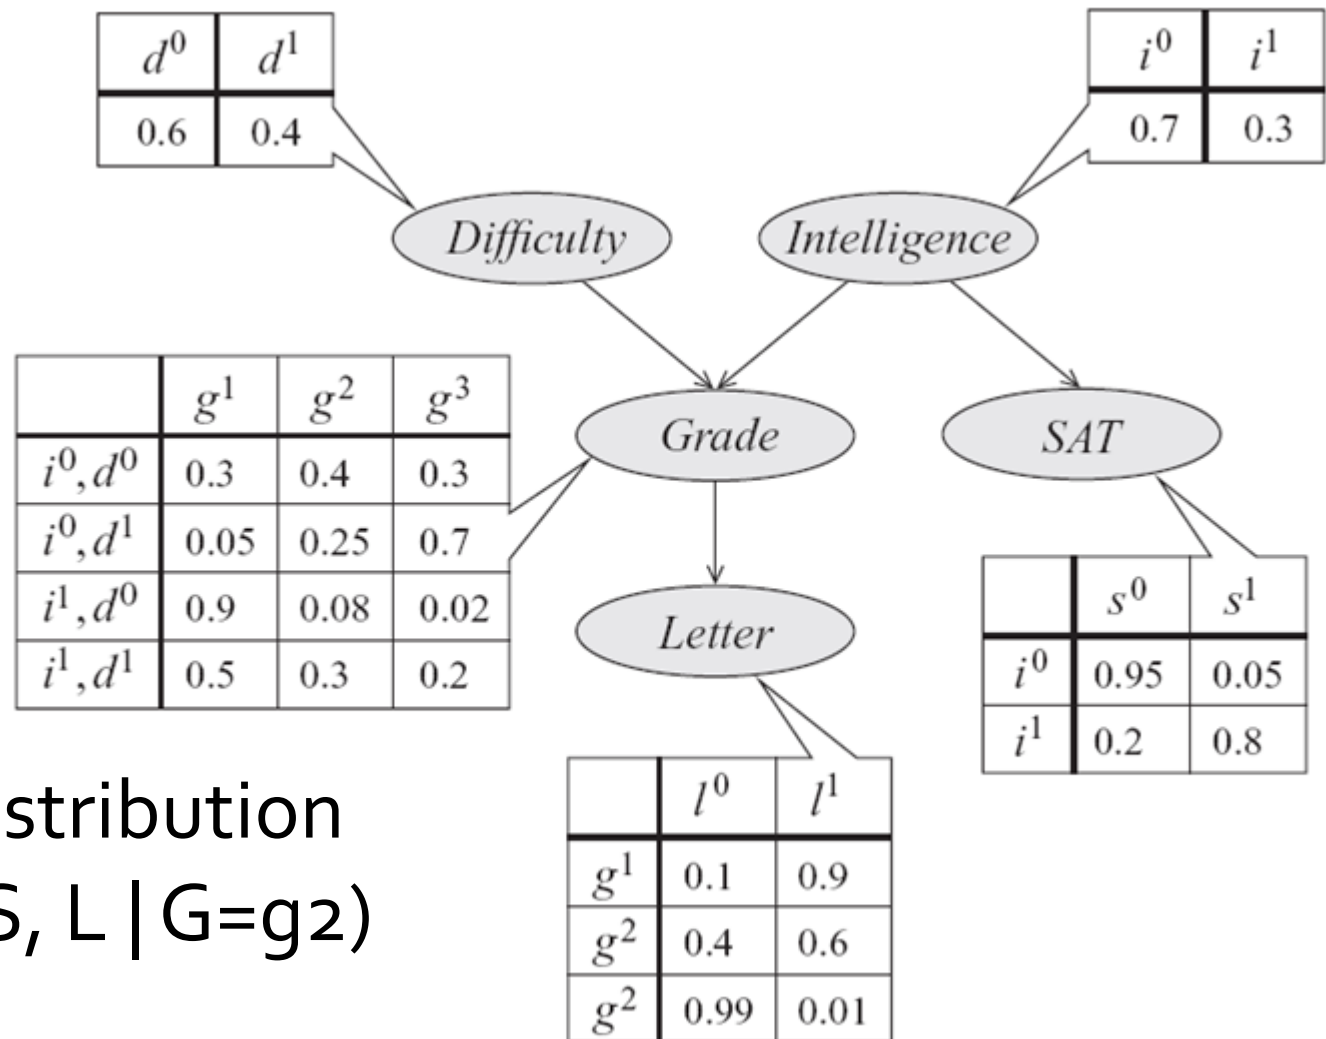 d⁰ d¹
0.6 0.4
i⁰ i¹
0.7 0.3
Difficulty
Intelligence
g¹ g² g³
i⁰,d⁰ 0.3 0.4 0.3
i⁰,d¹ 0.05 0.25 0.7
i¹,d⁰ 0.9 0.08 0.02
i¹,d¹ 0.5 0.3 0.2
Grade
SAT
Letter
s⁰ s¹
i⁰ 0.95 0.05
i¹ 0.2 0.8
l⁰ l¹
g¹ 0.1 0.9
g² 0.4 0.6
g² 0.99 0.01
stribution
S, L | G=g2)